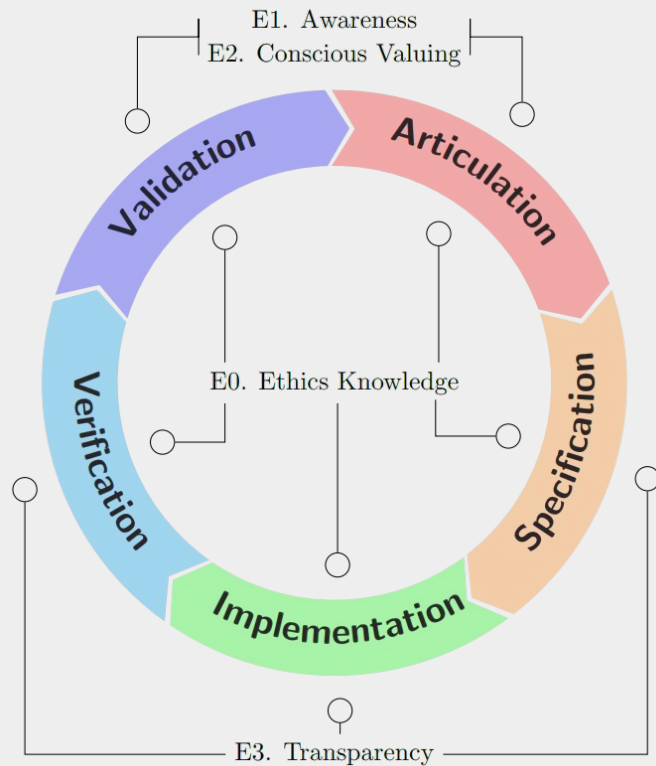 E1. Awareness
E2. Conscious Valuing
Validation
Articulation
E0. Ethics Knowledge
Verification
Specification
Implementation
E3. Transparency